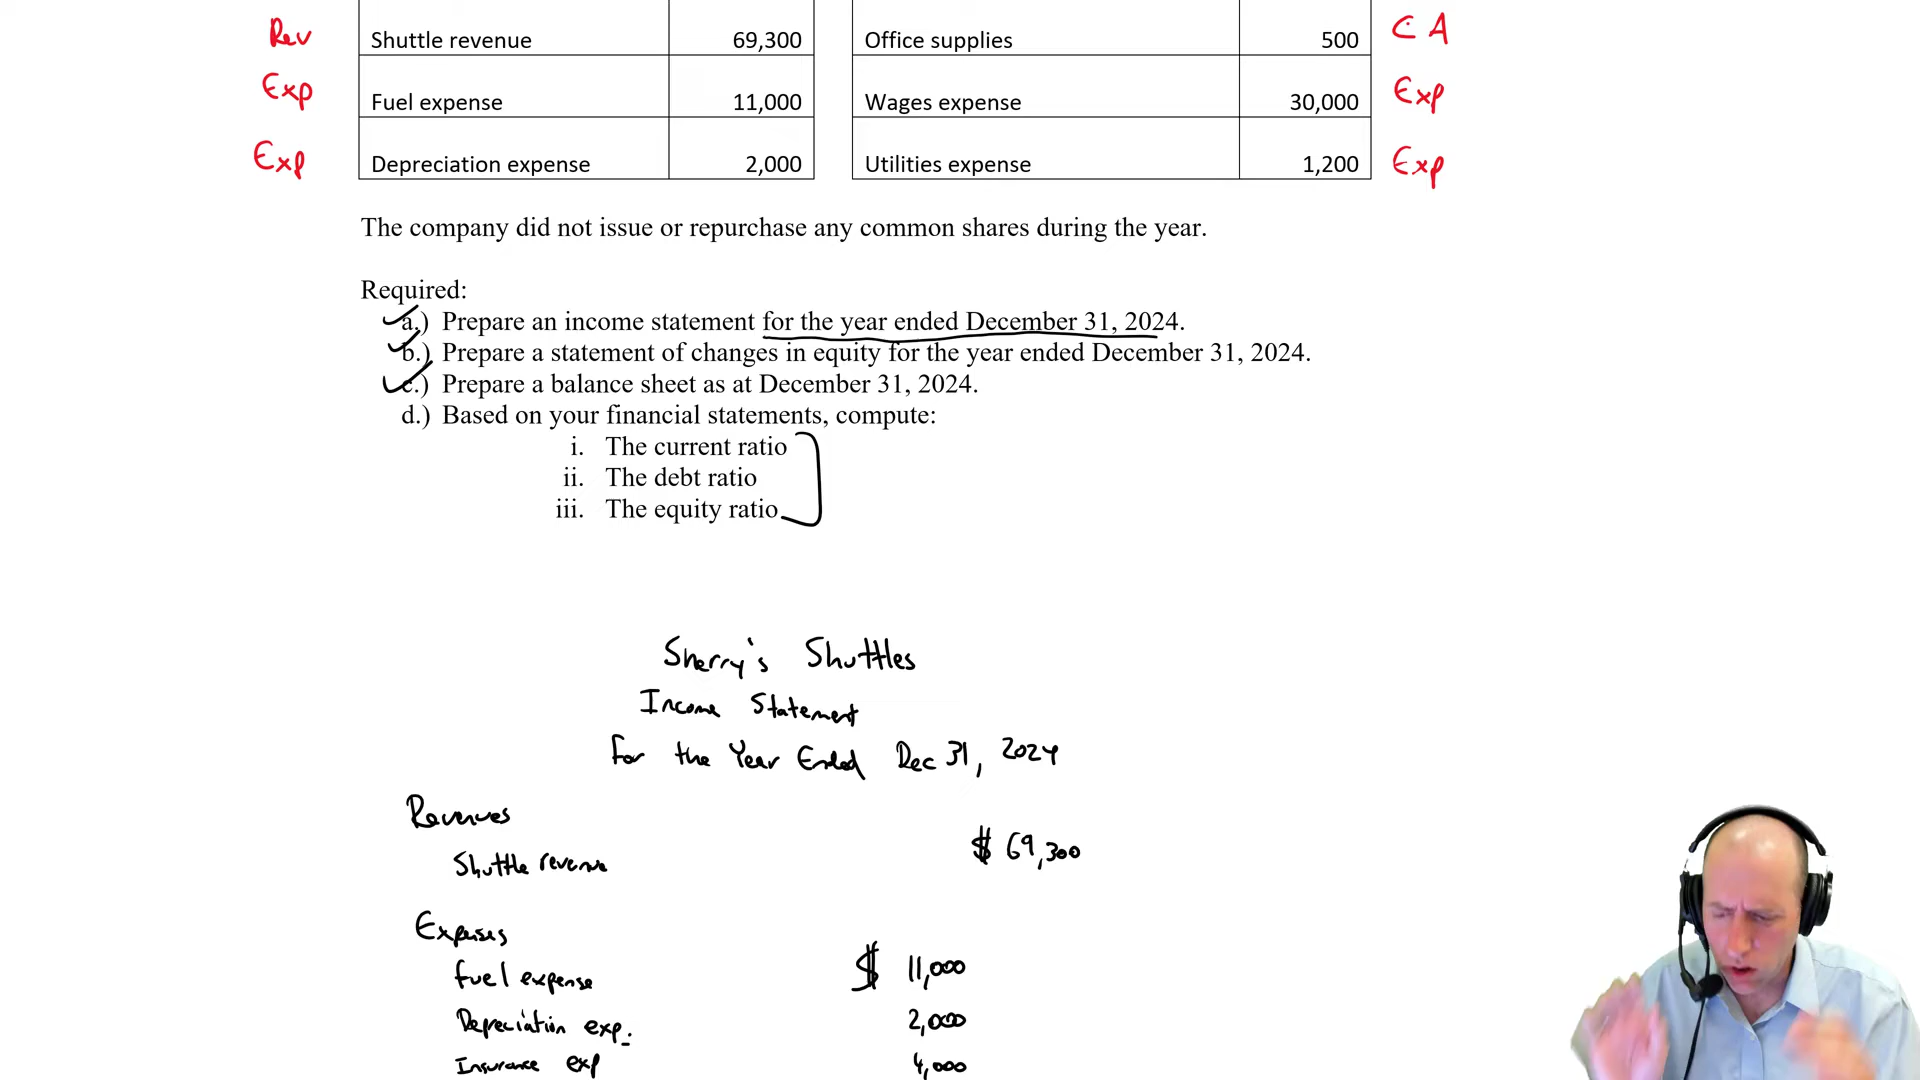 Rev Shuttle revenue 69,300 Office supplies 500 CA
Exp Fuel expense 11,000 Wages expense 30,000 Exp
Exp Depreciation expense 2,000 Utilities expense 1,200 Exp
The company did not issue or repurchase any common shares during the year.
Required:
a.) Prepare an income statement for the year ended December 31, 2024.
b.) Prepare a statement of changes in equity for the year ended December 31, 2024.
c.) Prepare a balance sheet as at December 31, 2024.
d.) Based on your financial statements, compute:
i. The current ratio
ii. The debt ratio
iii. The equity ratio
Sherry's Shuttles
Income Statement
For the Year Ended Dec 31, 2024
Revenues
Shuttle revenue $ 69,300
Expenses
Fuel expense $ 11,000
Depreciation exp. 2,000
Insurance exp 4,000